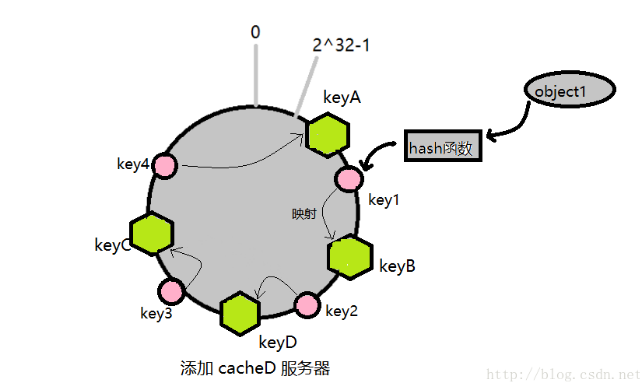 0
2^32-1
keyA
object1
hash函数
key4
key1
映射
keyC
keyB
key3
key2
keyD
添加 cacheD 服务器
http://blog.csdn.net